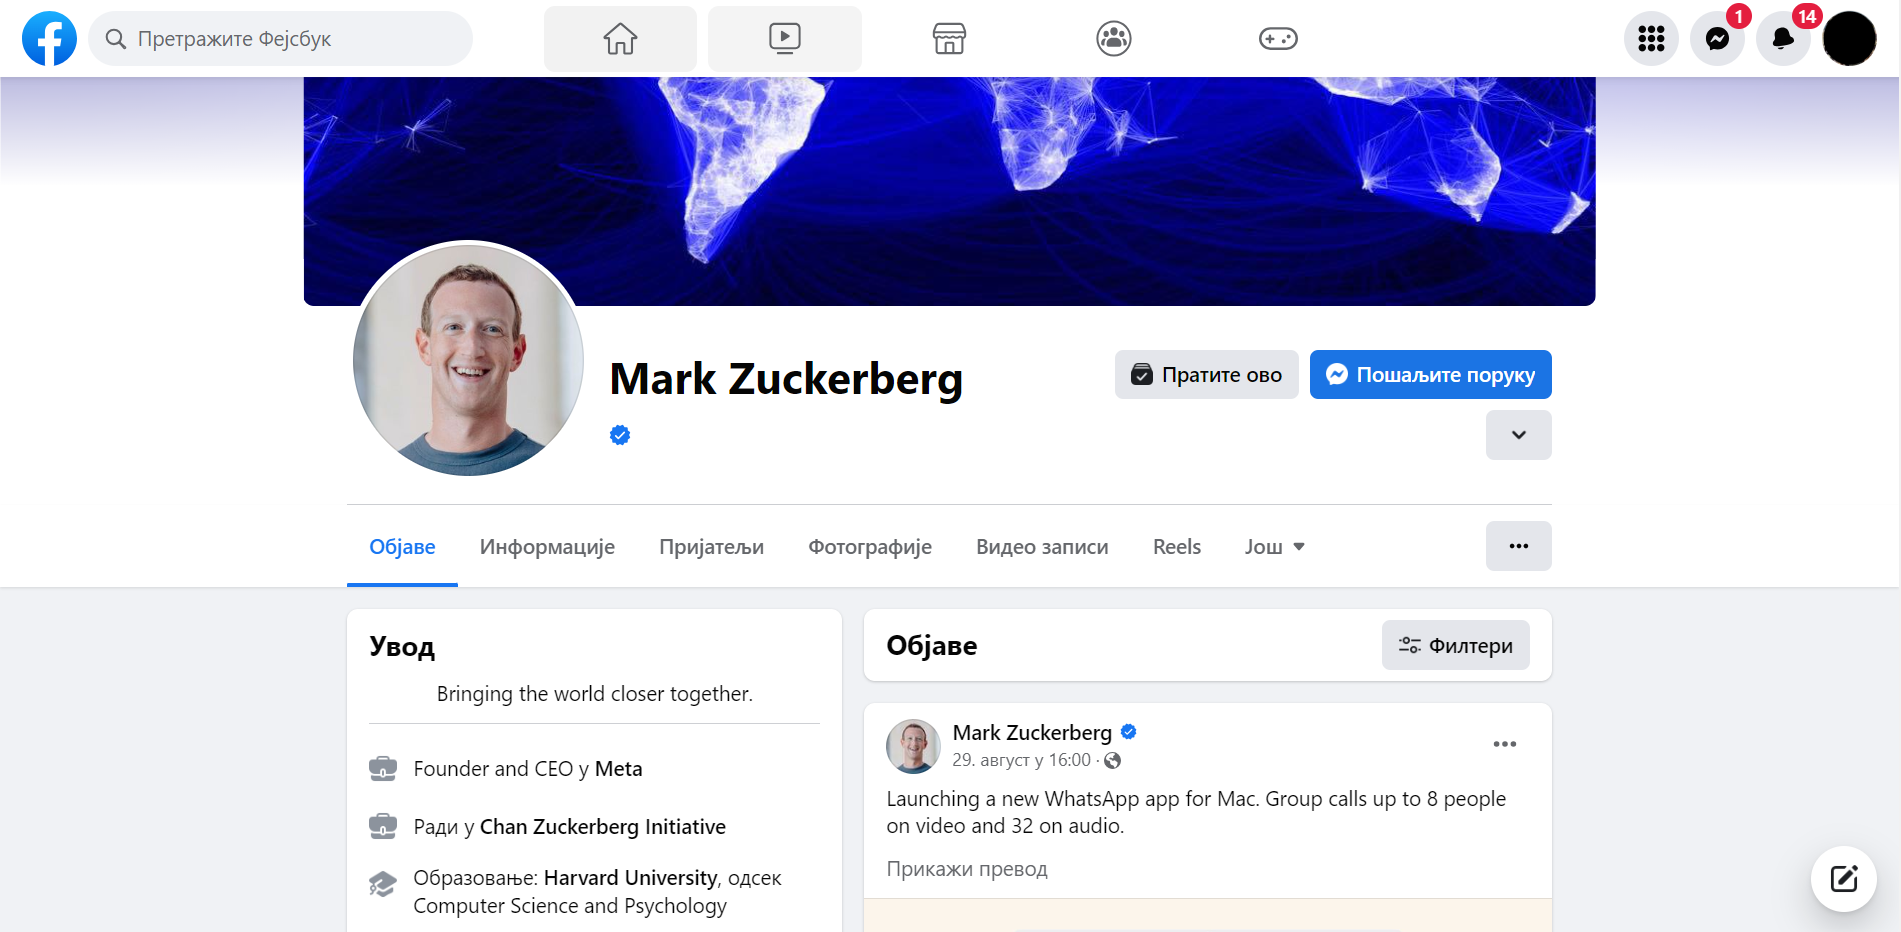 Претражите Фејсбук
1
14
Mark Zuckerberg
Пратите ово
Пошаљите поруку
Објаве
Информације
Пријатељи
Фотографије
Видео записи
Reels
Још
Увод
Bringing the world closer together.
Founder and CEO у Meta
Ради у Chan Zuckerberg Initiative
Образовање: Harvard University, одсек
Computer Science and Psychology
Објаве
Филтери
Mark Zuckerberg
29. август у 16:00 ·
Launching a new WhatsApp app for Mac. Group calls up to 8 people
on video and 32 on audio.
Прикажи превод